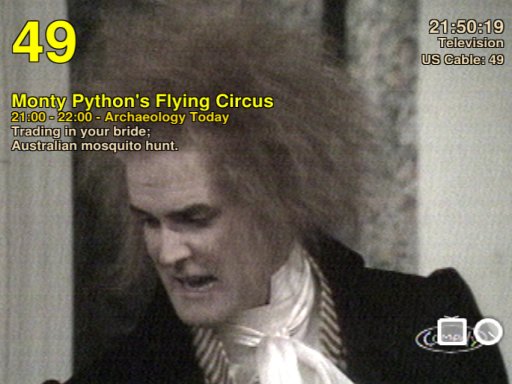 49
21:50:19
Television
US Cable: 49
Monty Python's Flying Circus
21:00 - 22:00 - Archaeology Today
Trading in your bride;
Australian mosquito hunt.